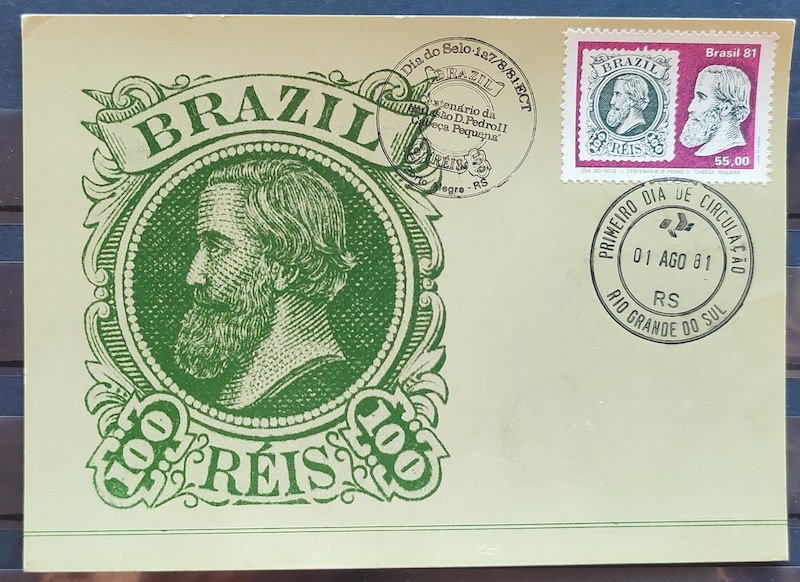 BRAZIL
100 RÉIS 100
Dia do Selo · 1a7/8/81 ECT
BRAZIL
Centenário da
Emissão D. Pedro II
"Cabeça Pequena"
RÉIS
Porto Alegre - RS
Brasil 81
BRAZIL
RÉIS
55,00
DIA DO SELO — CENTENÁRIO D. PEDRO II "CABEÇA PEQUENA"
PRIMEIRO DIA DE CIRCULAÇÃO
01 AGO 81
RS
RIO GRANDE DO SUL